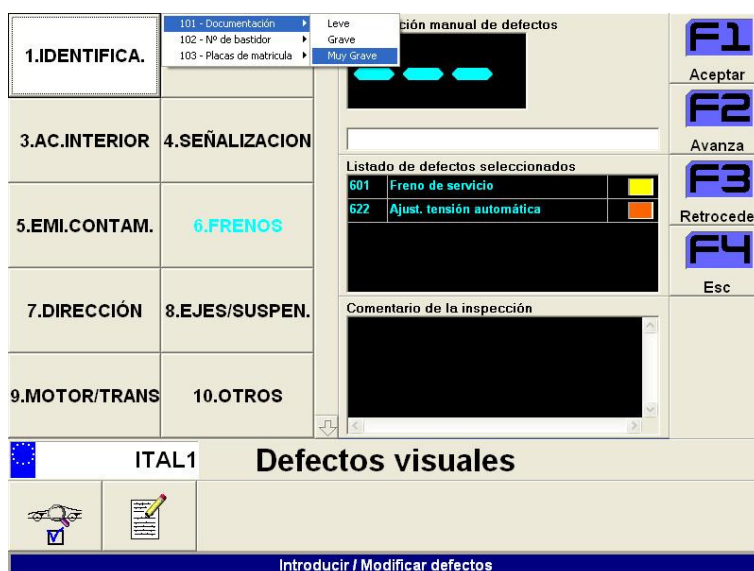 1.IDENTIFICA.
101 - Documentación
102 - Nº de bastidor
103 - Placas de matricula
Leve
Grave
Muy Grave
ción manual de defectos
3.AC.INTERIOR
4.SEÑALIZACION
5.EMI.CONTAM.
6.FRENOS
7.DIRECCIÓN
8.EJES/SUSPEN.
9.MOTOR/TRANS
10.OTROS
Listado de defectos seleccionados
601 Freno de servicio
622 Ajust. tensión automática
Comentario de la inspección
F1
Aceptar
F2
Avanza
F3
Retrocede
F4
Esc
ITAL1
Defectos visuales
Introducir / Modificar defectos